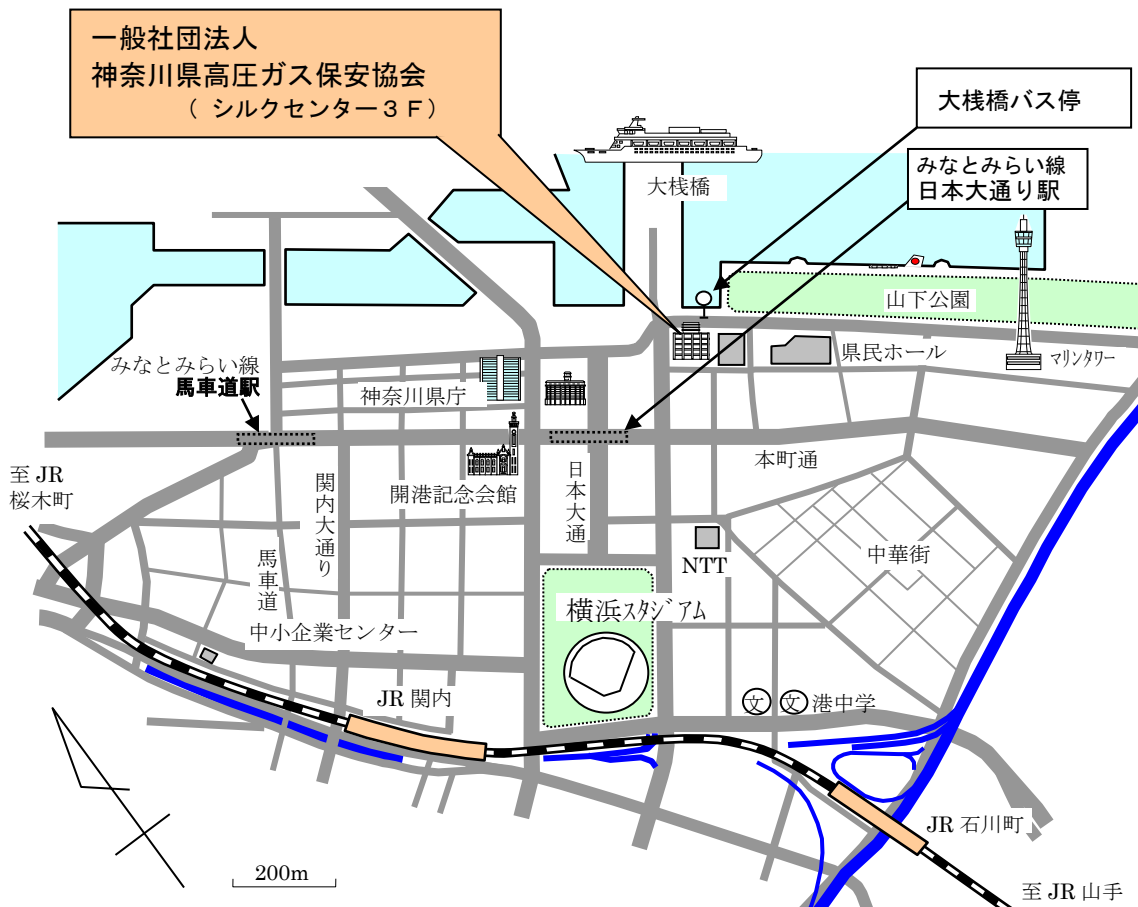 一般社団法人
神奈川県高圧ガス保安協会
（ シルクセンター３Ｆ）
大桟橋バス停
みなとみらい線
日本大通り駅
大桟橋
山下公園
みなとみらい線
馬車道駅
神奈川県庁
県民ホール
マリンタワー
至 JR
桜木町
開港記念会館
本町通
関内大通り
日本大通
馬車道
NTT
中華街
横浜スタジアム
中小企業センター
JR 関内
文
文
港中学
JR 石川町
200m
至 JR 山手